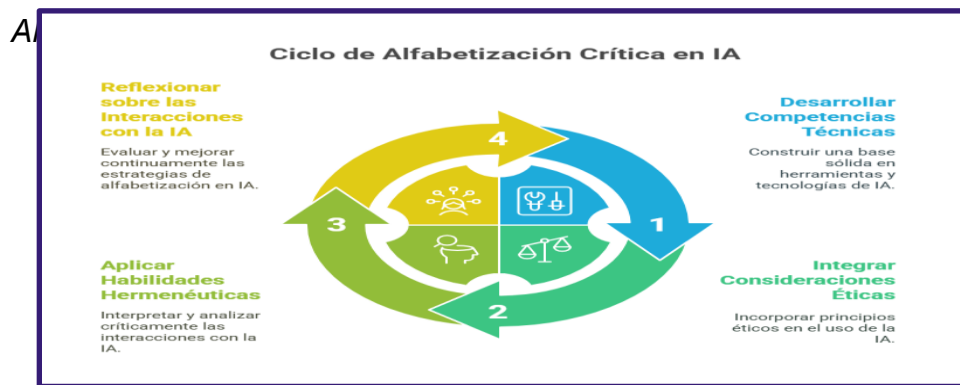 Ciclo de Alfabetización Crítica en IA
Reflexionar
sobre las
Interacciones
con la IA
Evaluar y mejorar
continuamente las
estrategias de
alfabetización en IA.
4
Desarrollar
Competencias
Técnicas
Construir una base
sólida en
herramientas y
tecnologías de IA.
3
1
Aplicar
Habilidades
Hermenéuticas
Interpretar y analizar
críticamente las
interacciones con la
IA.
2
Integrar
Consideraciones
Éticas
Incorporar principios
éticos en el uso de la
IA.